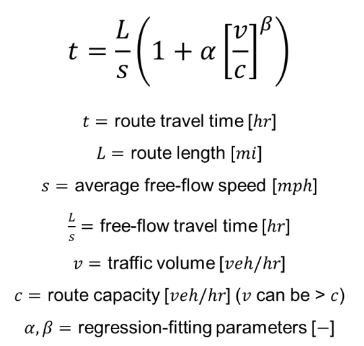 t = L/s (1 + α [v/c]^β)
t = route travel time [hr]
L = route length [mi]
s = average free-flow speed [mph]
L/s = free-flow travel time [hr]
v = traffic volume [veh/hr]
c = route capacity [veh/hr] (v can be > c)
α, β = regression-fitting parameters [−]